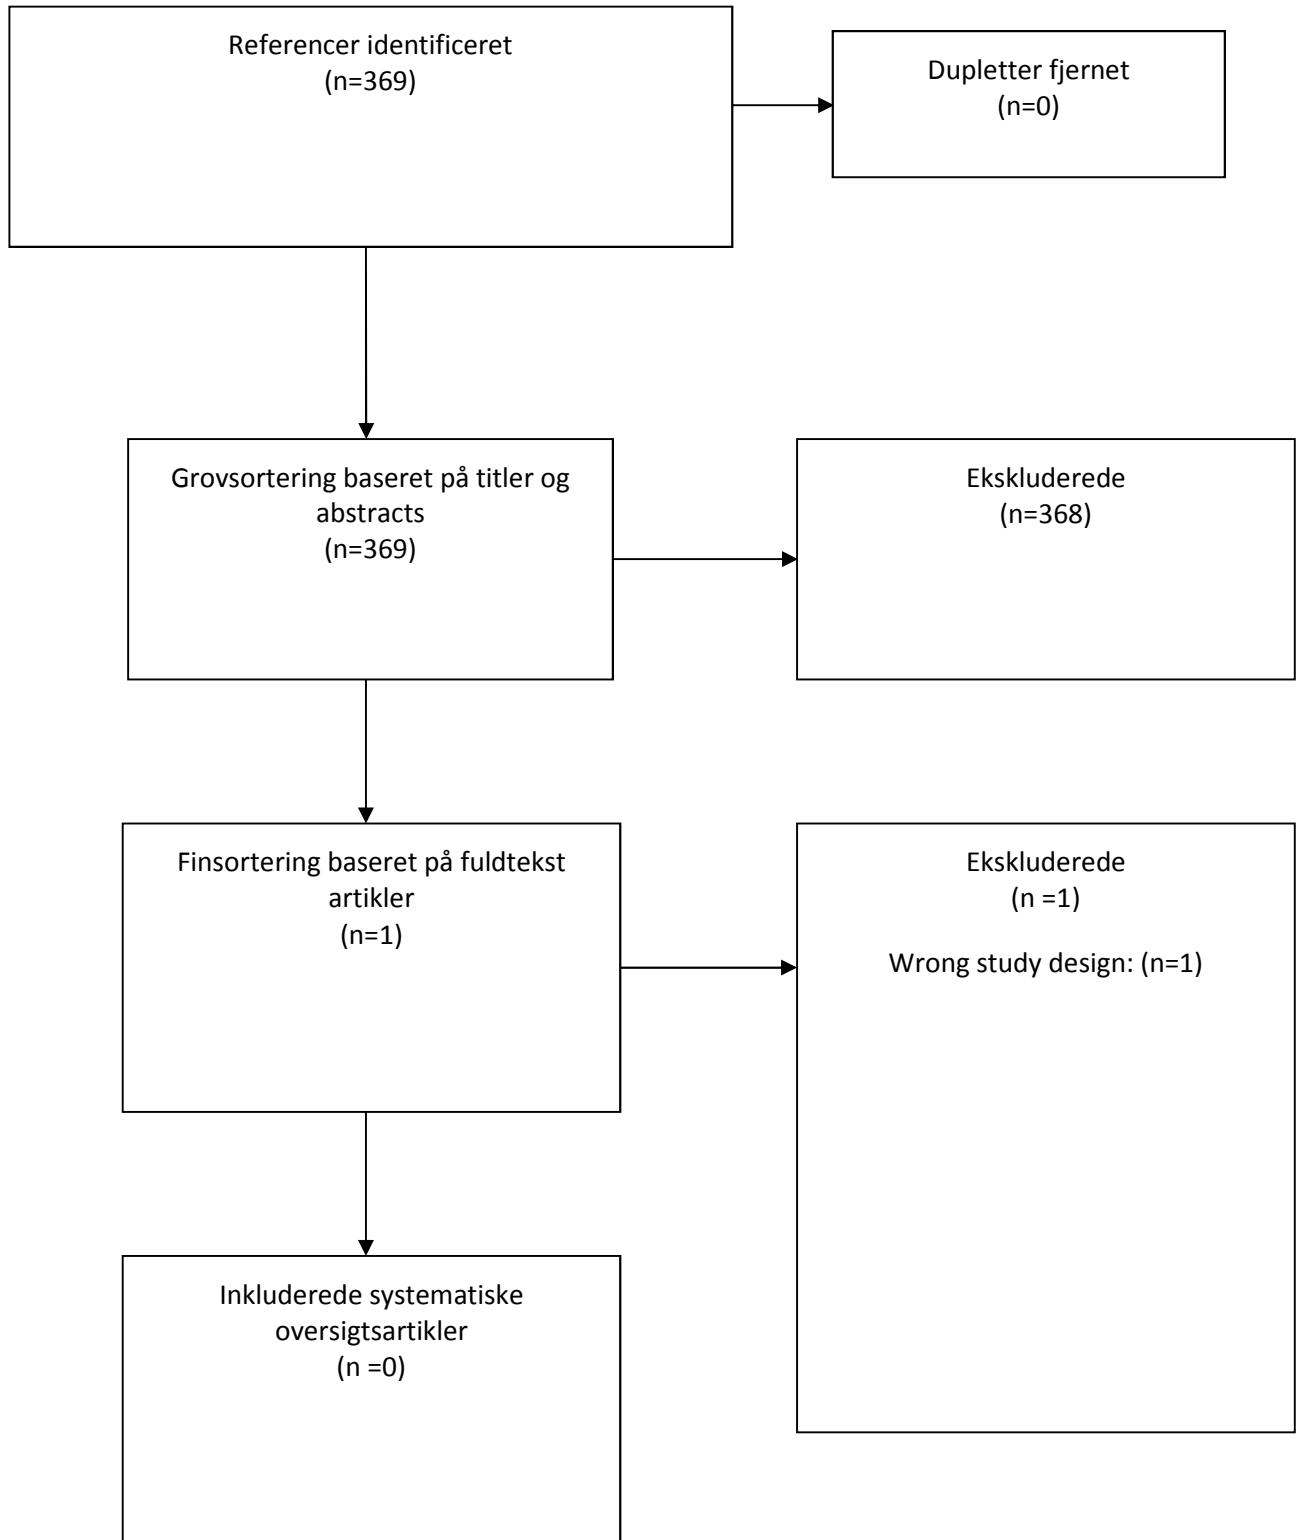 Referencer identificeret
(n=369)
Dupletter fjernet
(n=0)
Grovsortering baseret på titler og
abstracts
(n=369)
Ekskluderede
(n=368)
Finsortering baseret på fuldtekst
artikler
(n=1)
Ekskluderede
(n =1)
Wrong study design: (n=1)
Inkluderede systematiske
oversigtsartikler
(n =0)